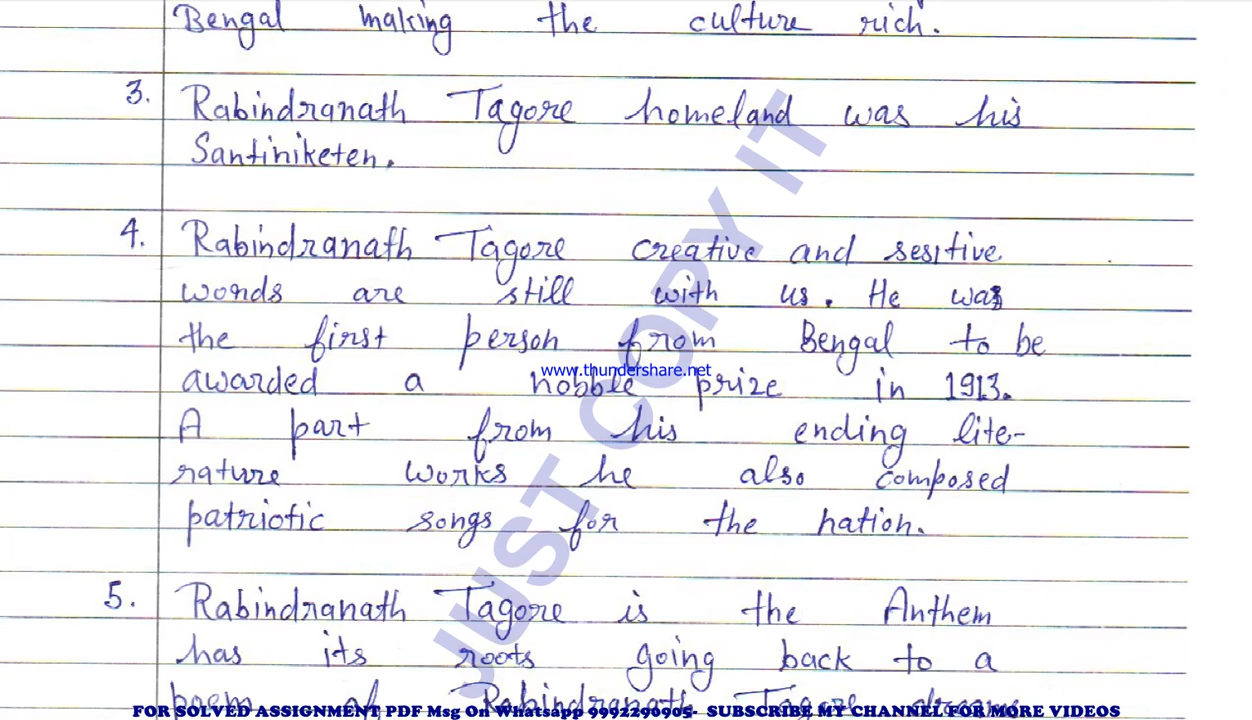 Bengal making the culture rich.
3. Rabindranath Tagore homeland was his
Santiniketen.
4. Rabindranath Tagore creative and sesitive
words are still with us. He was
the first person from Bengal to be
www.thundershare.net
awarded a nobble prize in 1913.
A part from his ending lite-
rature works he also composed
patriotic songs for the nation.
5. Rabindranath Tagore is the Anthem
has its roots going back to a
poem of Rabindranath Tagore
JUST COPY IT
FOR SOLVED ASSIGNMENT PDF Msg On Whatsapp 9992290905- SUBSCRIBE MY CHANNEL FOR MORE VIDEOS